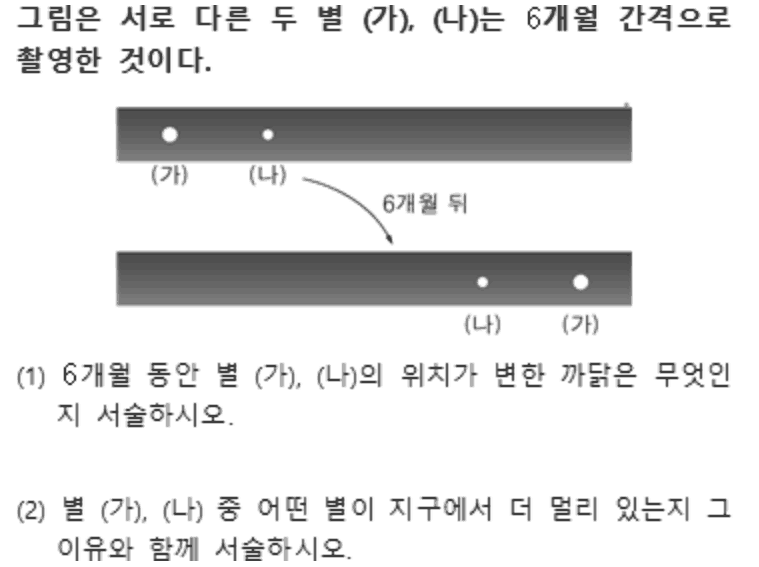 그림은 서로 다른 두 별 (가), (나)는 6개월 간격으로
촬영한 것이다.
(가) (나)
6개월 뒤
(나) (가)
(1) 6개월 동안 별 (가), (나)의 위치가 변한 까닭은 무엇인
지 서술하시오.
(2) 별 (가), (나) 중 어떤 별이 지구에서 더 멀리 있는지 그
이유와 함께 서술하시오.